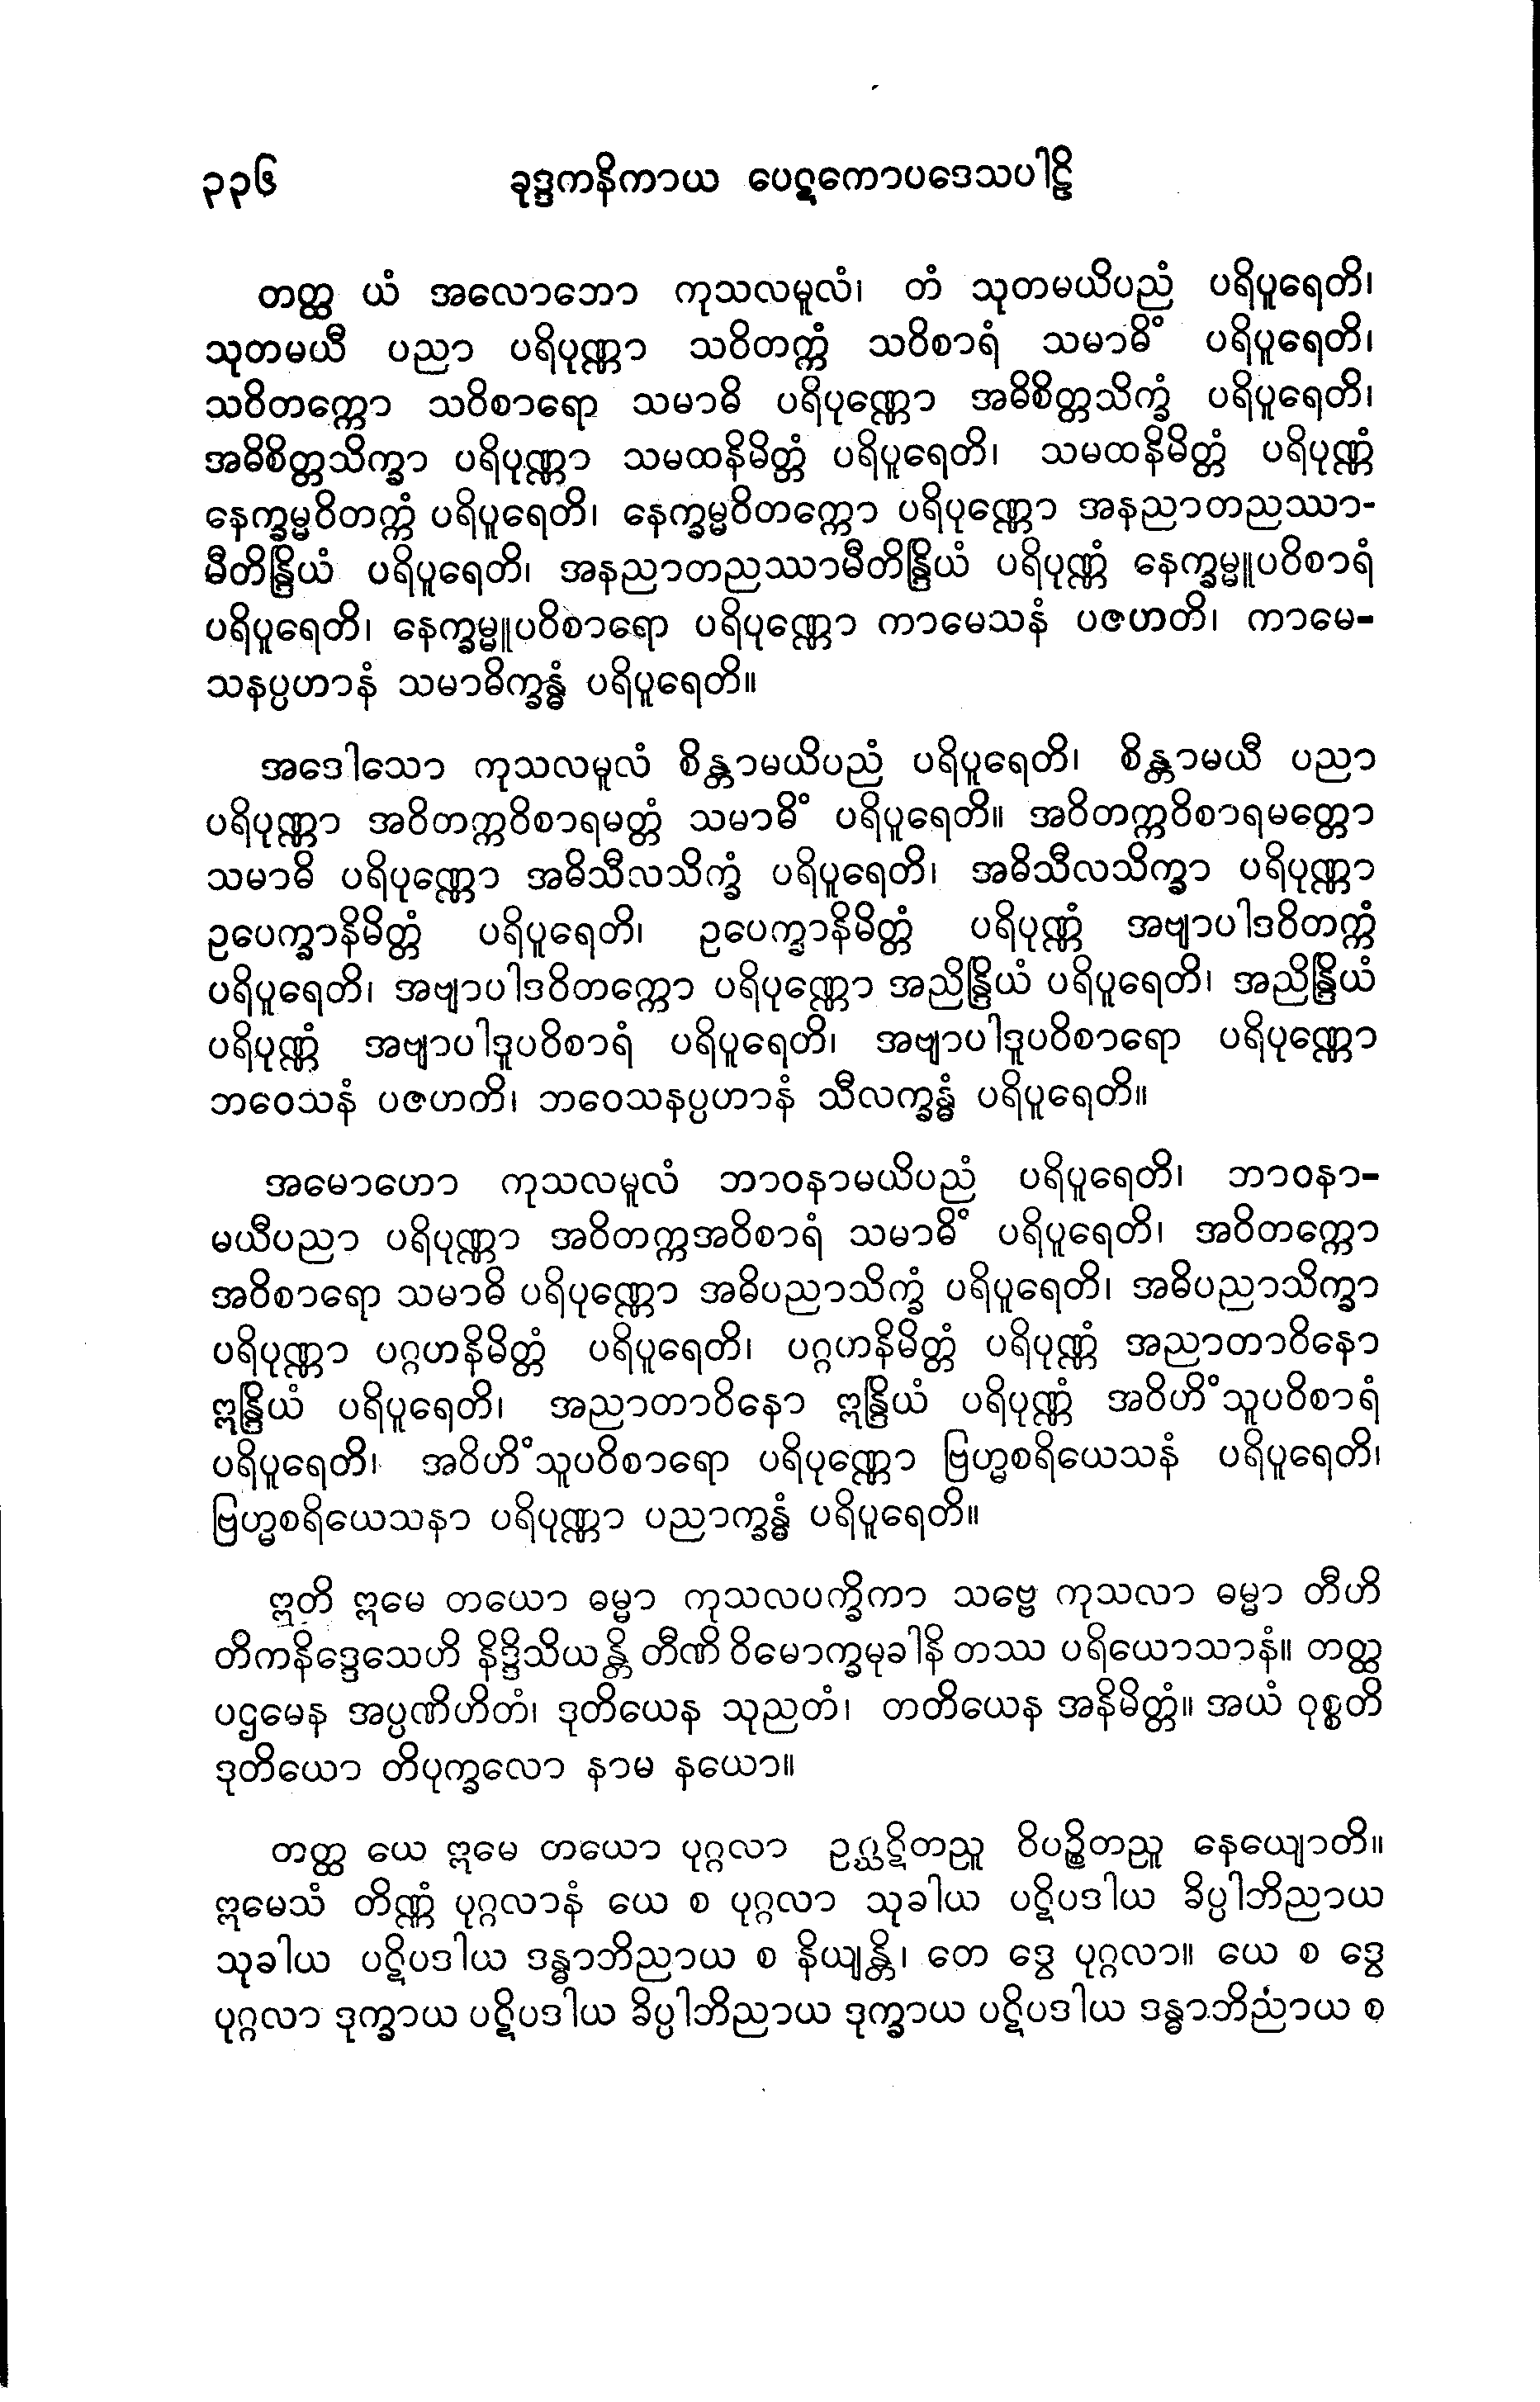 ၃၃၆ ခုဒ္ဒကနိကာယ ပေဋကောပဒေသပါဠိ
တတ္ထ ယံ အလောဘော ကုသလမူလံ၊ တံ သုတမယိပညံ ပရိပူရေတိ၊
သုတမယီ ပညာ ပရိပုဏ္ဏာ သဝိတက္ကံ သဝိစာရံ သမာဓိံ ပရိပူရေတိ၊
သဝိတက္ကော သဝိစာရော သမာဓိ ပရိပုဏ္ဏော အဓိစိတ္တသိက္ခံ ပရိပူရေတိ၊
အဓိစိတ္တသိက္ခာ ပရိပုဏ္ဏာ သမထနိမိတ္တံ ပရိပူရေတိ၊ သမထနိမိတ္တံ ပရိပုဏ္ဏံ
နေက္ခမ္မဝိတက္ကံ ပရိပူရေတိ၊ နေက္ခမ္မဝိတက္ကော ပရိပုဏ္ဏော အနညာတညဿာ-
မီတိန္ဒြိယံ ပရိပူရေတိ၊ အနညာတညဿာမီတိန္ဒြိယံ ပရိပုဏ္ဏံ နေက္ခမ္မူပဝိစာရံ
ပရိပူရေတိ၊ နေက္ခမ္မူပဝိစာရော ပရိပုဏ္ဏော ကာမေသနံ ပဇဟတိ၊ ကာမေ-
သနပ္ပဟာနံ သမာဓိက္ခန္ဓံ ပရိပူရေတိ။
အဒေါသော ကုသလမူလံ စိန္တာမယိပညံ ပရိပူရေတိ၊ စိန္တာမယီ ပညာ
ပရိပုဏ္ဏာ အဝိတက္ကဝိစာရမတ္တံ သမာဓိံ ပရိပူရေတိ။ အဝိတက္ကဝိစာရမတ္တော
သမာဓိ ပရိပုဏ္ဏော အဓိသီလသိက္ခံ ပရိပူရေတိ၊ အဓိသီလသိက္ခာ ပရိပုဏ္ဏာ
ဥပေက္ခာနိမိတ္တံ ပရိပူရေတိ၊ ဥပေက္ခာနိမိတ္တံ ပရိပုဏ္ဏံ အဗျာပါဒဝိတက္ကံ
ပရိပူရေတိ၊ အဗျာပါဒဝိတက္ကော ပရိပုဏ္ဏော အညိန္ဒြိယံ ပရိပူရေတိ၊ အညိန္ဒြိယံ
ပရိပုဏ္ဏံ အဗျာပါဒူပဝိစာရံ ပရိပူရေတိ၊ အဗျာပါဒူပဝိစာရော ပရိပုဏ္ဏော
ဘဝေသနံ ပဇဟတိ၊ ဘဝေသနပ္ပဟာနံ သီလက္ခန္ဓံ ပရိပူရေတိ။
အမောဟော ကုသလမူလံ ဘာဝနာမယိပညံ ပရိပူရေတိ၊ ဘာဝနာ-
မယီပညာ ပရိပုဏ္ဏာ အဝိတက္ကအဝိစာရံ သမာဓိံ ပရိပူရေတိ၊ အဝိတက္ကော
အဝိစာရော သမာဓိ ပရိပုဏ္ဏော အဓိပညာသိက္ခံ ပရိပူရေတိ၊ အဓိပညာသိက္ခာ
ပရိပုဏ္ဏာ ပဂ္ဂဟနိမိတ္တံ ပရိပူရေတိ၊ ပဂ္ဂဟနိမိတ္တံ ပရိပုဏ္ဏံ အညာတာဝိနော
ဣန္ဒြိယံ ပရိပူရေတိ၊ အညာတာဝိနော ဣန္ဒြိယံ ပရိပုဏ္ဏံ အဝိဟိံသူပဝိစာရံ
ပရိပူရေတိ၊ အဝိဟိံသူပဝိစာရော ပရိပုဏ္ဏော ဗြဟ္မစရိယေသနံ ပရိပူရေတိ၊
ဗြဟ္မစရိယေသနာ ပရိပုဏ္ဏာ ပညာက္ခန္ဓံ ပရိပူရေတိ။
ဣတိ ဣမေ တယော ဓမ္မာ ကုသလပက္ခိကာ သဗ္ဗေ ကုသလာ ဓမ္မာ တီဟိ
တိကနိဒ္ဒေသေဟိ နိဒ္ဒိသိယန္တိ တီဏိ ဝိမောက္ခမုခါနိ တဿ ပရိယောသာနံ။ တတ္ထ
ပဌမေန အပ္ပဏိဟိတံ၊ ဒုတိယေန သုညတံ၊ တတိယေန အနိမိတ္တံ။ အယံ ဝုစ္စတိ
ဒုတိယော တိပုက္ခလော နာမ နယော။
တတ္ထ ယေ ဣမေ တယော ပုဂ္ဂလာ ဥဂ္ဃဋိတညူ ဝိပဉ္စိတညူ နေယျောတိ။
ဣမေသံ တိဏ္ဏံ ပုဂ္ဂလာနံ ယေ စ ပုဂ္ဂလာ သုခါယ ပဋိပဒါယ ခိပ္ပါဘိညာယ
သုခါယ ပဋိပဒါယ ဒန္ဓာဘိညာယ စ နိယျန္တိ၊ တေ ဒွေ ပုဂ္ဂလာ။ ယေ စ ဒွေ
ပုဂ္ဂလာ ဒုက္ခာယ ပဋိပဒါယ ခိပ္ပါဘိညာယ ဒုက္ခာယ ပဋိပဒါယ ဒန္ဓာဘိညာယ စ